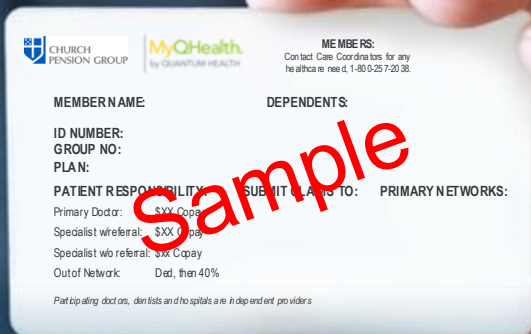 CHURCH
PENSION GROUP
MyQHealth.
by QUANTUM HEALTH
MEMBERS:
Contact Care Coordinators for any
healthcare need, 1-800-257-2038.
MEMBER NAME: DEPENDENTS:
ID NUMBER:
GROUP NO:
PLAN:
PATIENT RESPONSIBILITY: SUBMIT CLAIMS TO: PRIMARY NETWORKS:
Primary Doctor: $XX Copay
Specialist w/referral: $XX Copay
Specialist w/o referral: $XX Copay
Out of Network: Ded, then 40%
Participating doctors, dentists and hospitals are independent providers
Sample